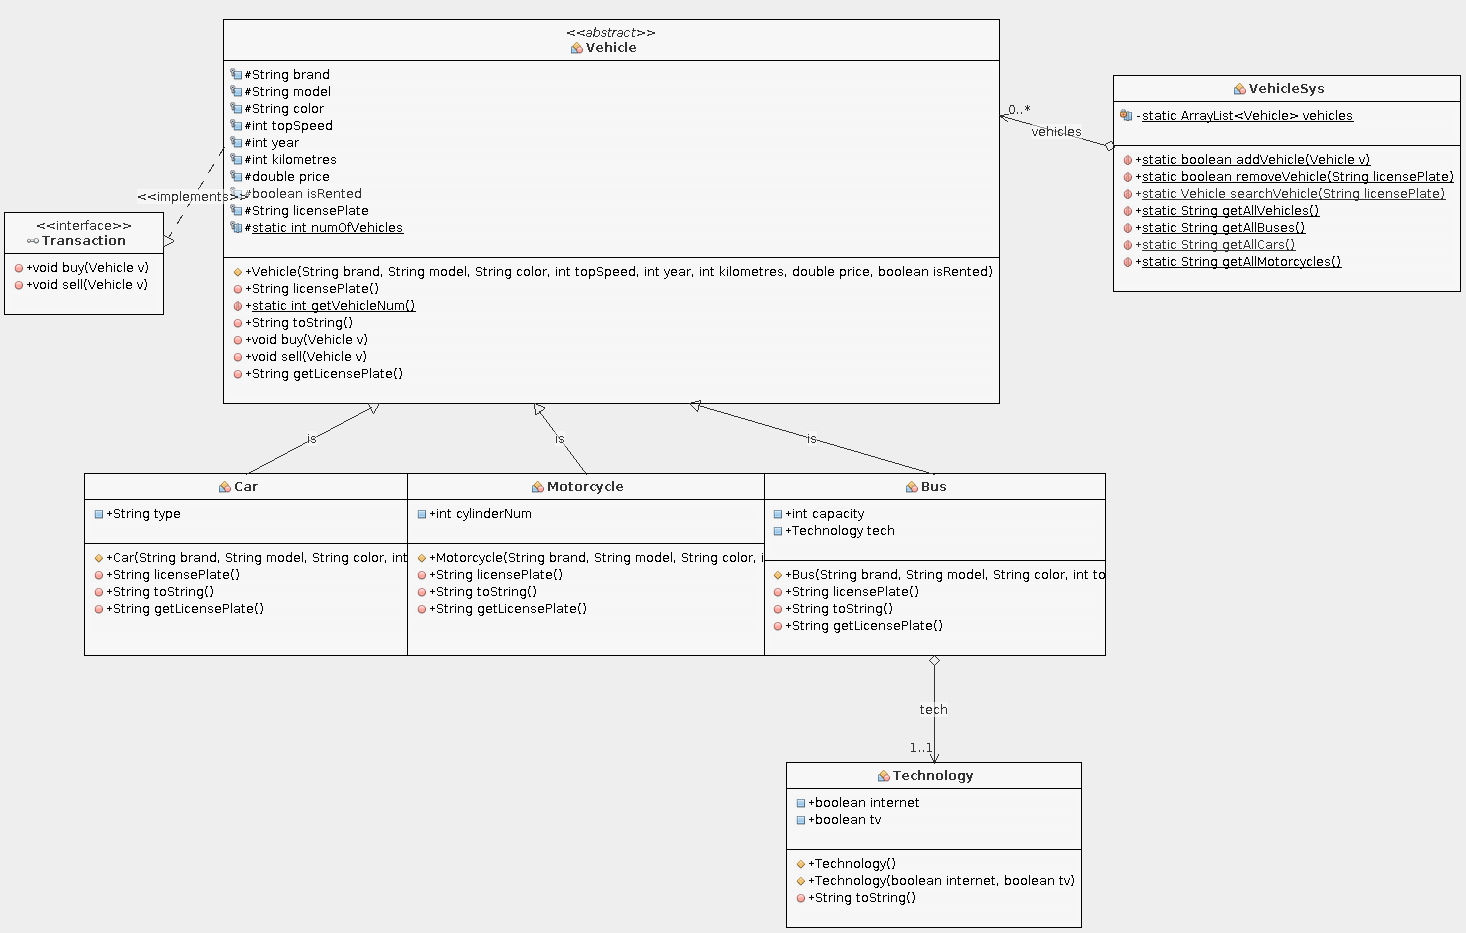 <<abstract>>
Vehicle
#String brand
#String model
#String color
#int topSpeed
#int year
#int kilometres
#double price
#boolean isRented
#String licensePlate
#static int numOfVehicles
+Vehicle(String brand, String model, String color, int topSpeed, int year, int kilometres, double price, boolean isRented)
+String licensePlate()
+static int getVehicleNum()
+String toString()
+void buy(Vehicle v)
+void sell(Vehicle v)
+String getLicensePlate()
VehicleSys
-static ArrayList<Vehicle> vehicles
+static boolean addVehicle(Vehicle v)
+static boolean removeVehicle(String licensePlate)
+static Vehicle searchVehicle(String licensePlate)
+static String getAllVehicles()
+static String getAllBuses()
+static String getAllCars()
+static String getAllMotorcycles()
0..*
vehicles
<<implements>>
<<interface>>
Transaction
+void buy(Vehicle v)
+void sell(Vehicle v)
is
is
is
Car
+String type
+Car(String brand, String model, String color, int
+String licensePlate()
+String toString()
+String getLicensePlate()
Motorcycle
+int cylinderNum
+Motorcycle(String brand, String model, String color, i
+String licensePlate()
+String toString()
+String getLicensePlate()
Bus
+int capacity
+Technology tech
+Bus(String brand, String model, String color, int to
+String licensePlate()
+String toString()
+String getLicensePlate()
tech
1..1
Technology
+boolean internet
+boolean tv
+Technology()
+Technology(boolean internet, boolean tv)
+String toString()